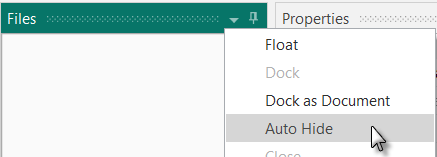 Files
Properties
Float
Dock
Dock as Document
Auto Hide
Close